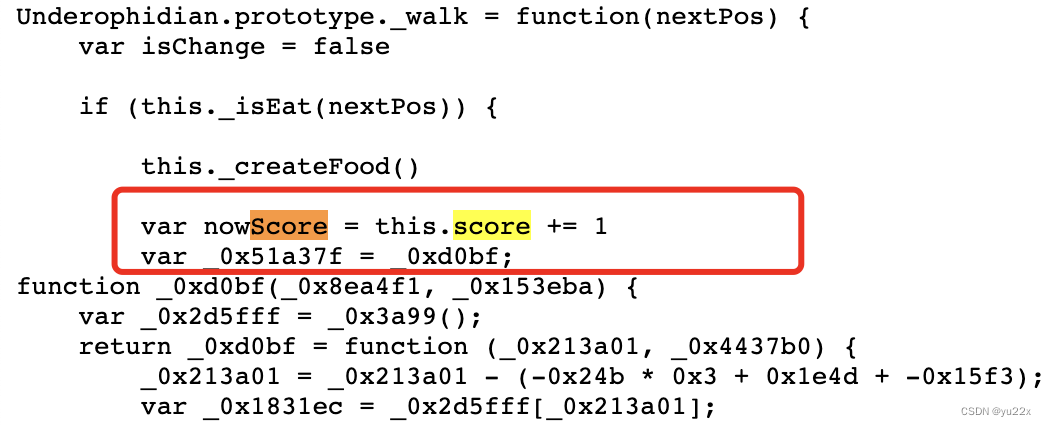 Underophidian.prototype._walk = function(nextPos) {
var isChange = false
if (this._isEat(nextPos)) {
this._createFood()
var nowScore = this.score += 1
var _0x51a37f = _0xd0bf;
function _0xd0bf(_0x8ea4f1, _0x153eba) {
var _0x2d5fff = _0x3a99();
return _0xd0bf = function (_0x213a01, _0x4437b0) {
_0x213a01 = _0x213a01 - (-0x24b * 0x3 + 0x1e4d + -0x15f3);
var _0x1831ec = _0x2d5fff[_0x213a01];
CSDN @yu22x